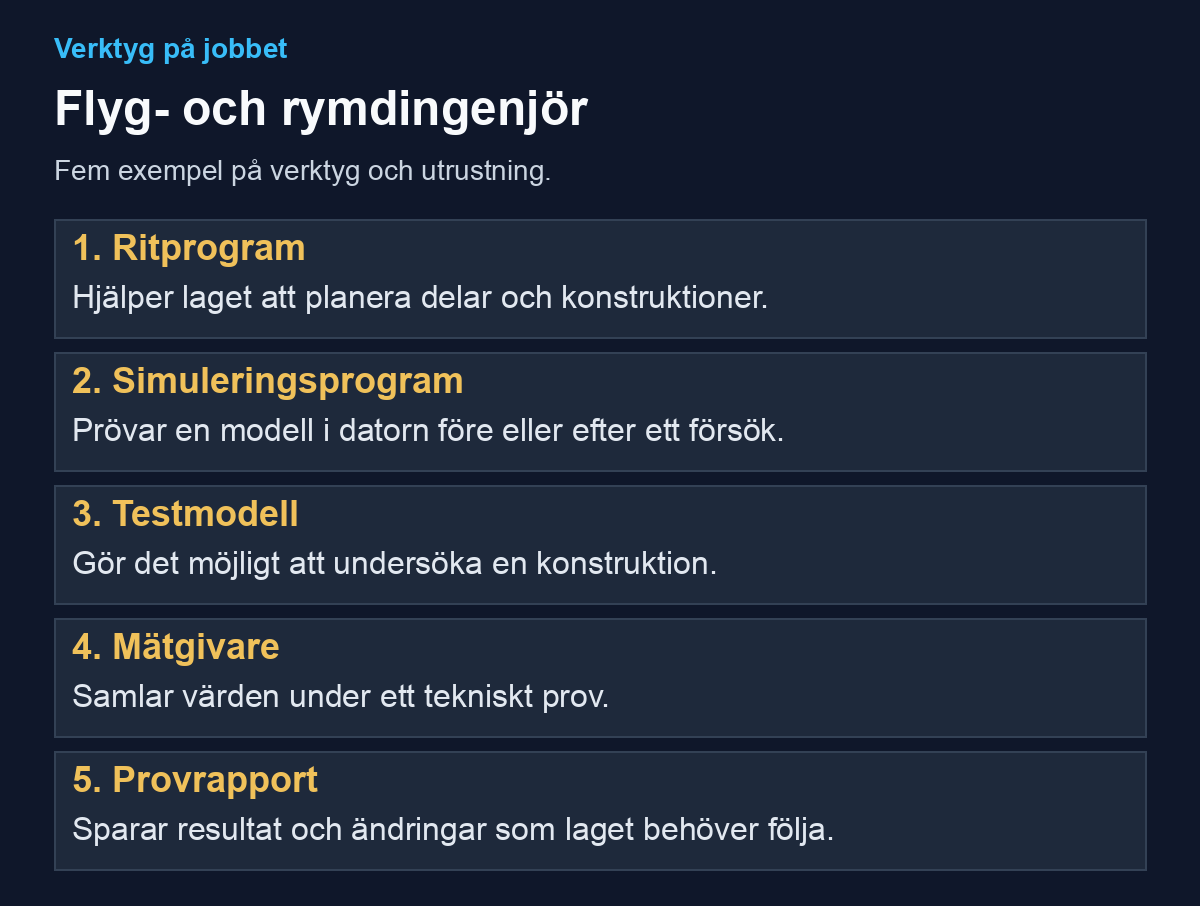 Verktyg på jobbet
Flyg- och rymdingenjör
Fem exempel på verktyg och utrustning.
1. Ritprogram
Hjälper laget att planera delar och konstruktioner.
2. Simuleringsprogram
Prövar en modell i datorn före eller efter ett försök.
3. Testmodell
Gör det möjligt att undersöka en konstruktion.
4. Mätgivare
Samlar värden under ett tekniskt prov.
5. Provrapport
Sparar resultat och ändringar som laget behöver följa.